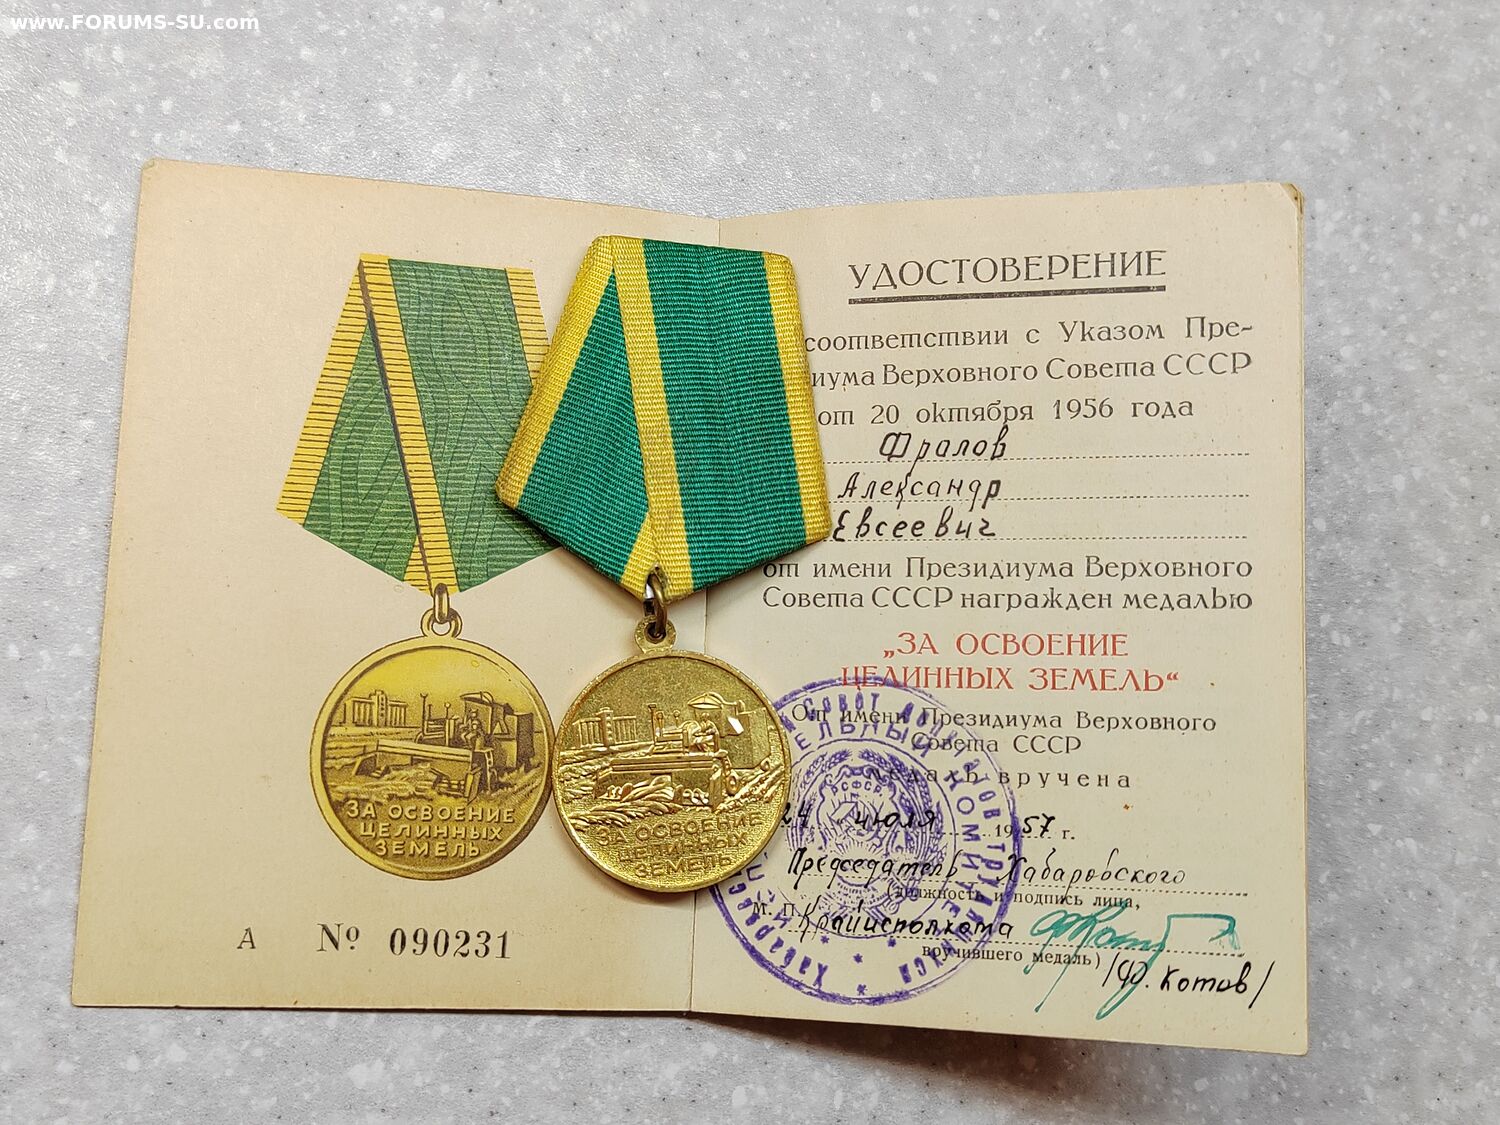 www.FORUMS-SU.com
ЗА ОСВОЕНИЕ
ЦЕЛИННЫХ
ЗЕМЕЛЬ
А № 090231
ЗА ОСВОЕНИЕ
ЦЕЛИННЫХ
ЗЕМЕЛЬ
УДОСТОВЕРЕНИЕ
соответствии с Указом Пре-
иума Верховного Совета СССР
от 20 октября 1956 года
Фралов
Александр
Евсеевич
от имени Президиума Верховного
Совета СССР награжден медалью
„ЗА ОСВОЕНИЕ
ЦЕЛИННЫХ ЗЕМЕЛЬ“
От имени Президиума Верховного
Совета СССР
медаль вручена
24 июля 1957 г.
Председатель Хабаровского
(должность и подпись лица,
М. П. Крайисполкома
вручившего медаль)
/Ф. Котов/
РСФСР